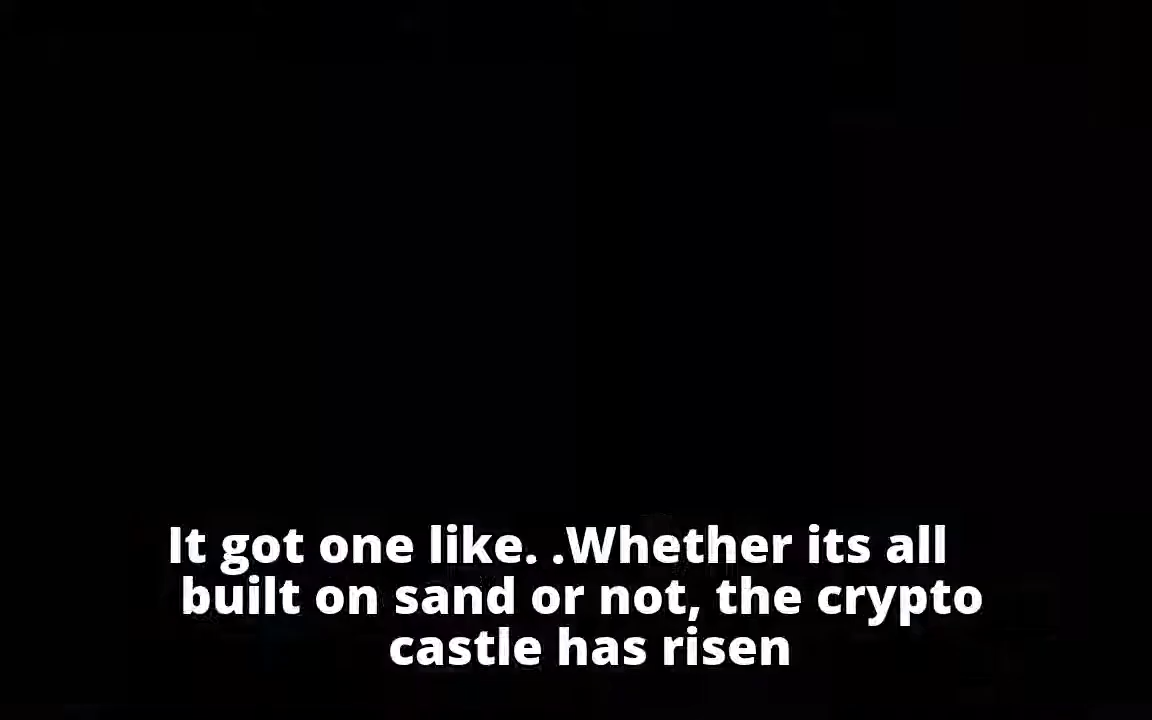 It got one like. .Whether its all
built on sand or not, the crypto
castle has risen